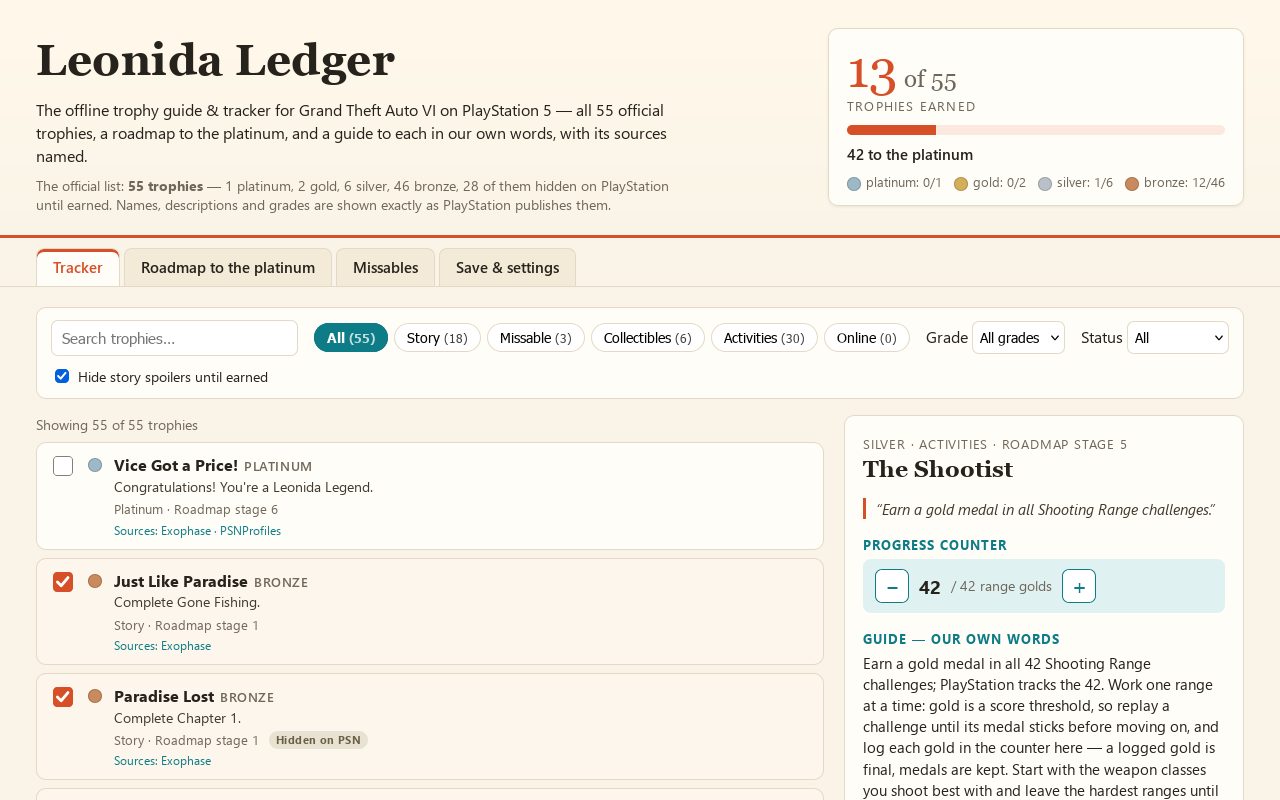 Leonida Ledger
The offline trophy guide & tracker for Grand Theft Auto VI on PlayStation 5 — all 55 official
trophies, a roadmap to the platinum, and a guide to each in our own words, with its sources
named.
The official list: 55 trophies — 1 platinum, 2 gold, 6 silver, 46 bronze, 28 of them hidden on PlayStation
until earned. Names, descriptions and grades are shown exactly as PlayStation publishes them.
13 of 55
TROPHIES EARNED
42 to the platinum
platinum: 0/1 gold: 0/2 silver: 1/6 bronze: 12/46
Tracker Roadmap to the platinum Missables Save & settings
Search trophies... All (55) Story (18) Missable (3) Collectibles (6) Activities (30) Online (0) Grade All grades Status All
Hide story spoilers until earned
Showing 55 of 55 trophies
Vice Got a Price! PLATINUM
Congratulations! You're a Leonida Legend.
Platinum · Roadmap stage 6
Sources: Exophase · PSNProfiles
Just Like Paradise BRONZE
Complete Gone Fishing.
Story · Roadmap stage 1
Sources: Exophase
Paradise Lost BRONZE
Complete Chapter 1.
Story · Roadmap stage 1 Hidden on PSN
Sources: Exophase
SILVER · ACTIVITIES · ROADMAP STAGE 5
The Shootist
“Earn a gold medal in all Shooting Range challenges.”
PROGRESS COUNTER
− 42 / 42 range golds +
GUIDE — OUR OWN WORDS
Earn a gold medal in all 42 Shooting Range
challenges; PlayStation tracks the 42. Work one range
at a time: gold is a score threshold, so replay a
challenge until its medal sticks before moving on, and
log each gold in the counter here — a logged gold is
final, medals are kept. Start with the weapon classes
you shoot best with and leave the hardest ranges until